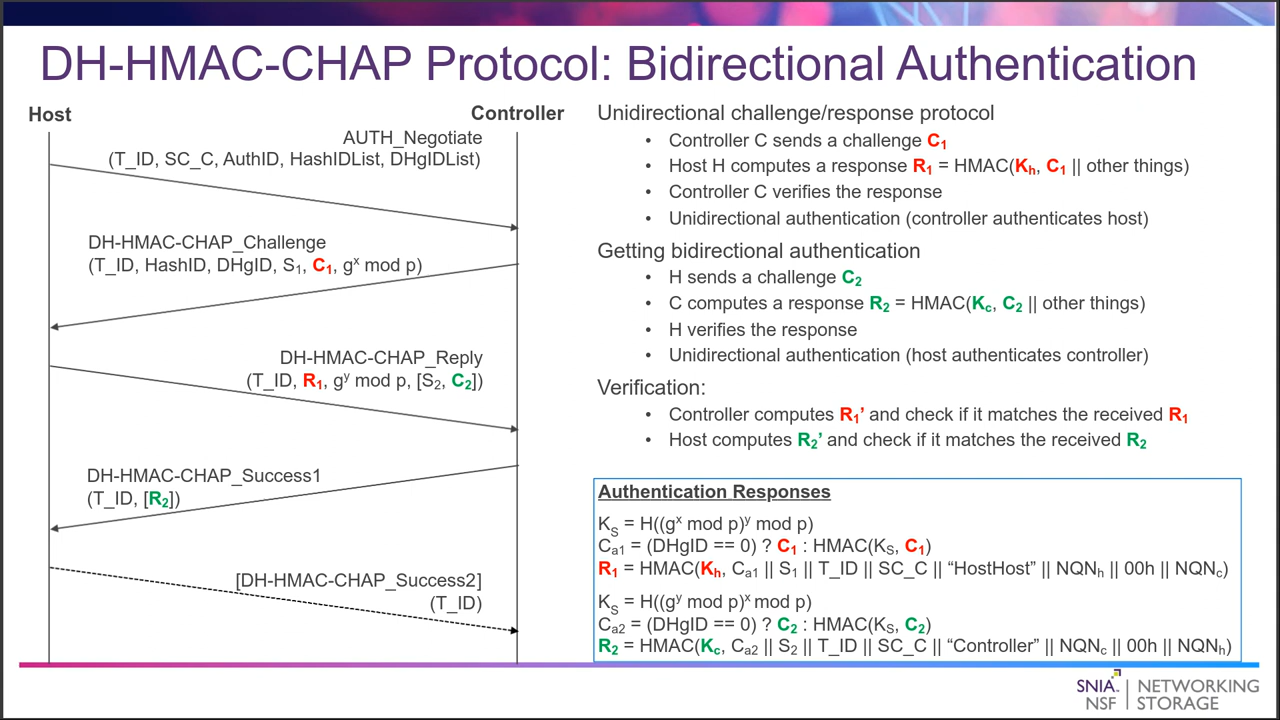 DH-HMAC-CHAP Protocol: Bidirectional Authentication
Host
Controller
AUTH_Negotiate
(T_ID, SC_C, AuthID, HashIDList, DHgIDList)
DH-HMAC-CHAP_Challenge
(T_ID, HashID, DHgID, S₁, C₁, gˣ mod p)
DH-HMAC-CHAP_Reply
(T_ID, R₁, gʸ mod p, [S₂, C₂])
DH-HMAC-CHAP_Success1
(T_ID, [R₂])
[DH-HMAC-CHAP_Success2]
(T_ID)
Unidirectional challenge/response protocol
• Controller C sends a challenge C₁
• Host H computes a response R₁ = HMAC(Kₕ, C₁ || other things)
• Controller C verifies the response
• Unidirectional authentication (controller authenticates host)
Getting bidirectional authentication
• H sends a challenge C₂
• C computes a response R₂ = HMAC(K_c, C₂ || other things)
• H verifies the response
• Unidirectional authentication (host authenticates controller)
Verification:
• Controller computes R₁’ and check if it matches the received R₁
• Host computes R₂’ and check if it matches the received R₂
Authentication Responses
K_S = H((gˣ mod p)ʸ mod p)
Cₐ₁ = (DHgID == 0) ? C₁ : HMAC(K_S, C₁)
R₁ = HMAC(Kₕ, Cₐ₁ || S₁ || T_ID || SC_C || “HostHost” || NQNₕ || 00h || NQN_c)
K_S = H((gʸ mod p)ˣ mod p)
Cₐ₂ = (DHgID == 0) ? C₂ : HMAC(K_S, C₂)
R₂ = HMAC(K_c, Cₐ₂ || S₂ || T_ID || SC_C || “Controller” || NQN_c || 00h || NQNₕ)
SNIA. | NETWORKING
NSF | STORAGE